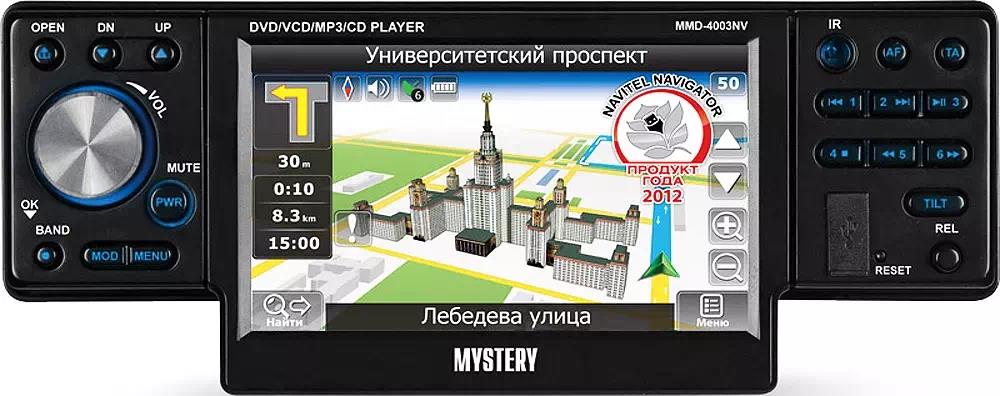 OPEN DN UP
DVD/VCD/MP3/CD PLAYER
MMD-4003NV
IR
AF
TA
VOL
MUTE
PWR
OK
BAND
MOD MENU
Университетский проспект
6
50
30 m
0:10
8.3 km
15:00
!
NAVITEL NAVIGATOR
ПРОДУКТ
ГОДА
2012
Найти
Лебедева улица
Меню
MYSTERY
1
2
3
4
5
6
TILT
REL
RESET